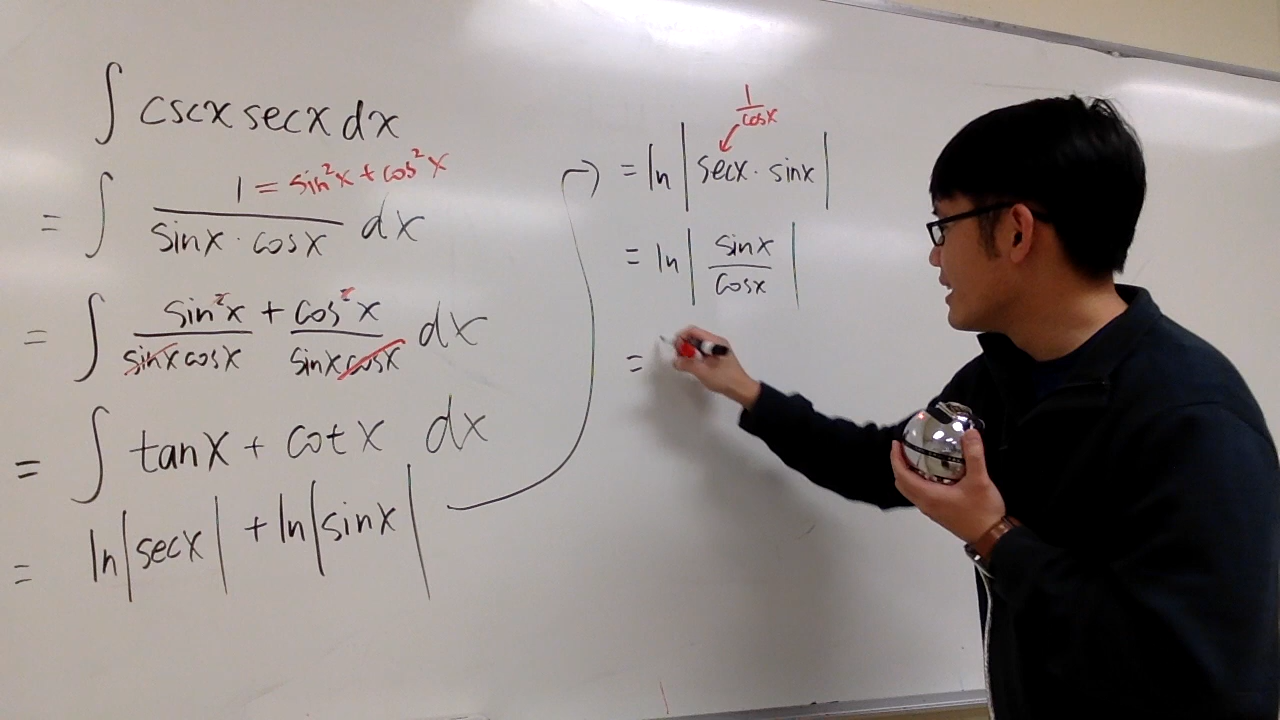 ∫ cscx secx dx
= ∫ 1 = sin²x + cos²x / sinx · cosx dx
= ∫ sin²x / sinx cosx + cos²x / sinx cosx dx
= ∫ tanx + cotx dx
= ln|secx| + ln|sinx|
1/cosx
= ln|secx · sinx|
= ln|sinx/cosx|
=